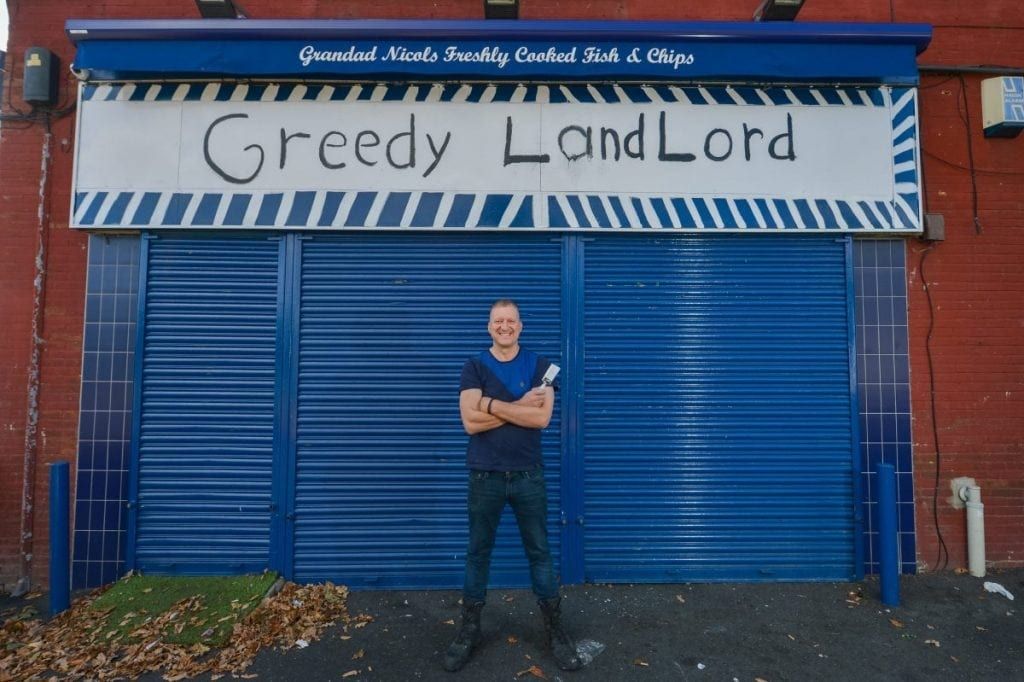 Grandad Nicols Freshly Cooked Fish & Chips
Greedy LandLord